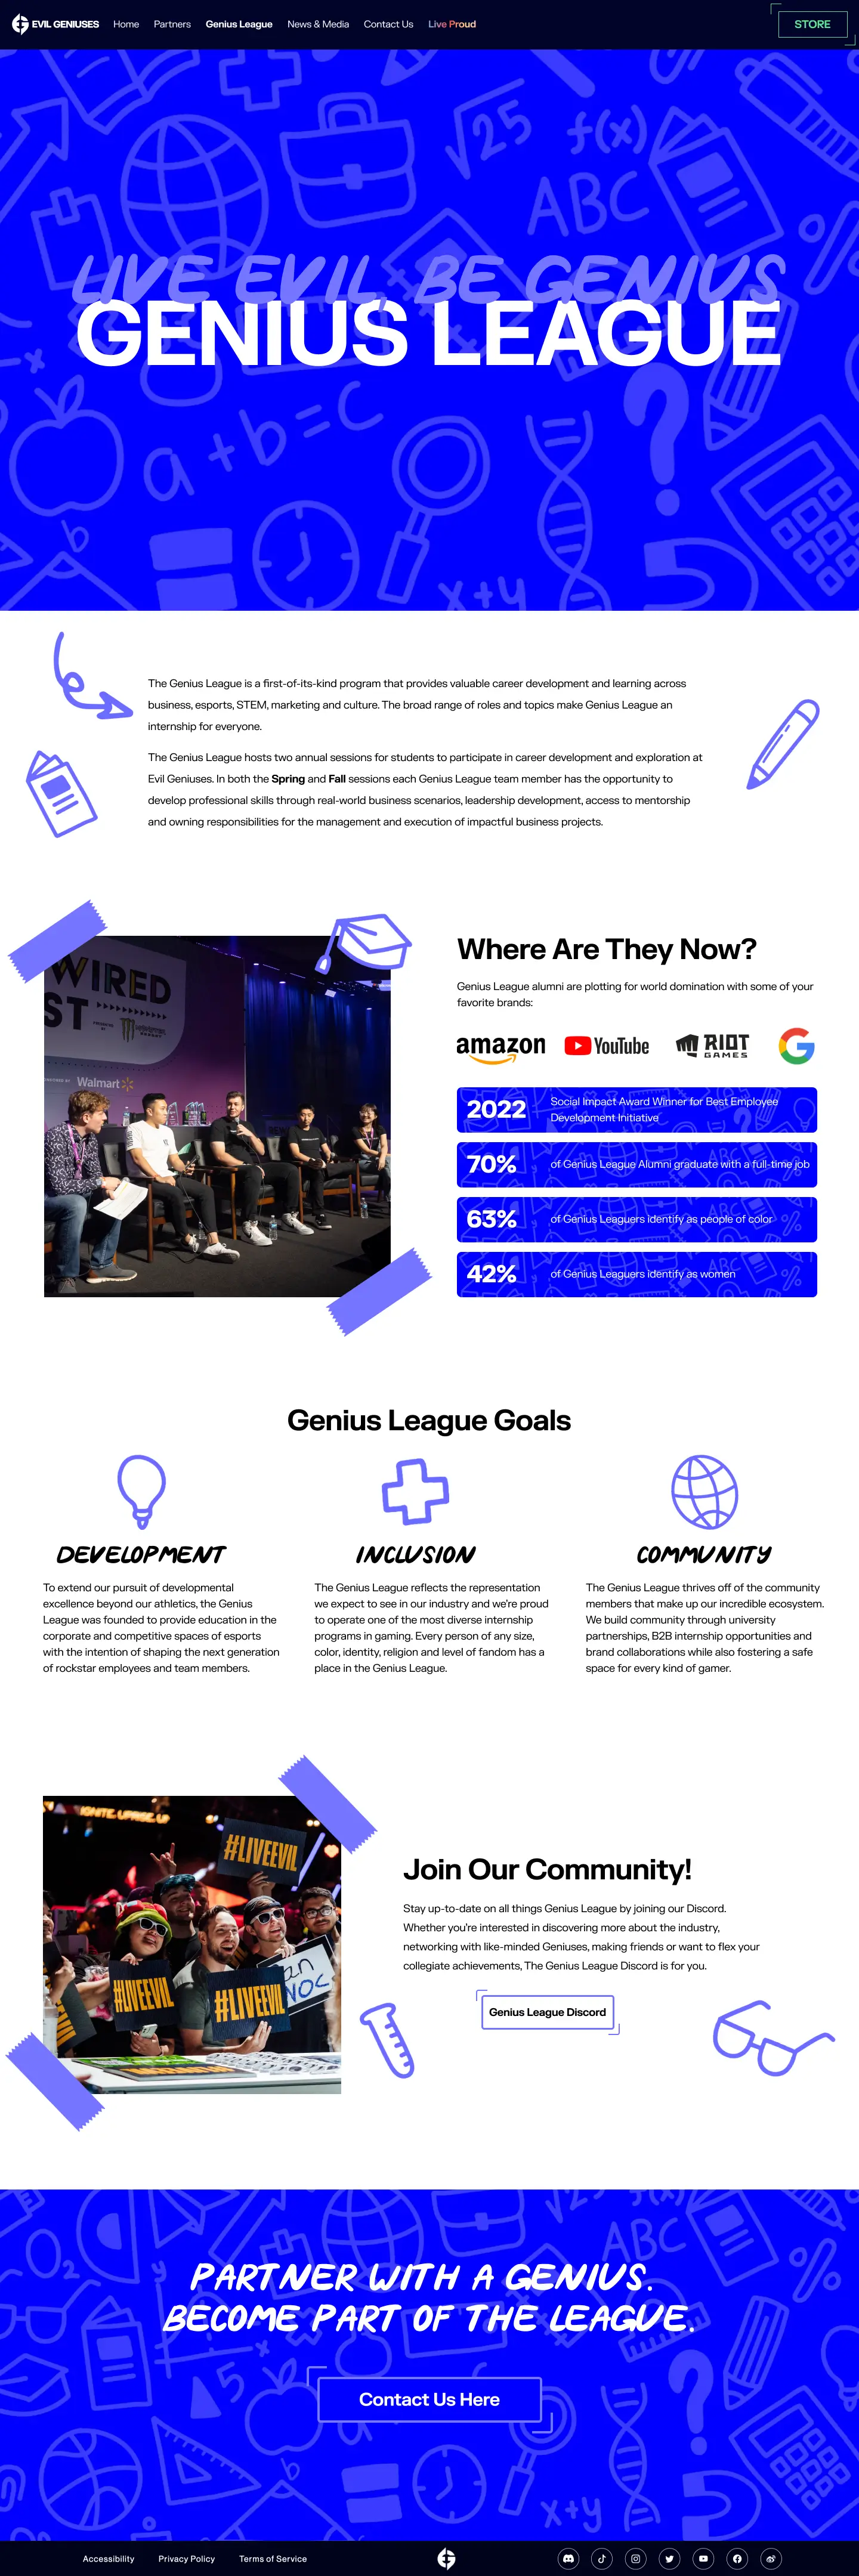 EVIL GENIUSES
Home
Partners
Genius League
News & Media
Contact Us
Live Proud
STORE
√25
f(x)
ABC
LIVE EVIL, BE GENIUS
GENIUS LEAGUE
a+b=c
x+y
The Genius League is a first-of-its-kind program that provides valuable career development and learning across
business, esports, STEM, marketing and culture. The broad range of roles and topics make Genius League an
internship for everyone.
The Genius League hosts two annual sessions for students to participate in career development and exploration at
Evil Geniuses. In both the Spring and Fall sessions each Genius League team member has the opportunity to
develop professional skills through real-world business scenarios, leadership development, access to mentorship
and owning responsibilities for the management and execution of impactful business projects.
WIRED
ST
Walmart
Where Are They Now?
Genius League alumni are plotting for world domination with some of your
favorite brands:
amazon
YouTube
RIOT
GAMES
G
2022
Social Impact Award Winner for Best Employee
Development Initiative
70%
of Genius League Alumni graduate with a full-time job
63%
of Genius Leaguers identify as people of color
42%
of Genius Leaguers identify as women
Genius League Goals
DEVELOPMENT
To extend our pursuit of developmental
excellence beyond our athletics, the Genius
League was founded to provide education in the
corporate and competitive spaces of esports
with the intention of shaping the next generation
of rockstar employees and team members.
INCLUSION
The Genius League reflects the representation
we expect to see in our industry and we're proud
to operate one of the most diverse internship
programs in gaming. Every person of any size,
color, identity, religion and level of fandom has a
place in the Genius League.
COMMUNITY
The Genius League thrives off of the community
members that make up our incredible ecosystem.
We build community through university
partnerships, B2B internship opportunities and
brand collaborations while also fostering a safe
space for every kind of gamer.
#LIVEEVIL
#LIVEEVIL
#LIVEEVIL
Join Our Community!
Stay up-to-date on all things Genius League by joining our Discord.
Whether you're interested in discovering more about the industry,
networking with like-minded Geniuses, making friends or want to flex your
collegiate achievements, The Genius League Discord is for you.
Genius League Discord
√25
f(x)
ABC
PARTNER WITH A GENIUS.
BECOME PART OF THE LEAGUE.
Contact Us Here
x+y
Accessibility
Privacy Policy
Terms of Service